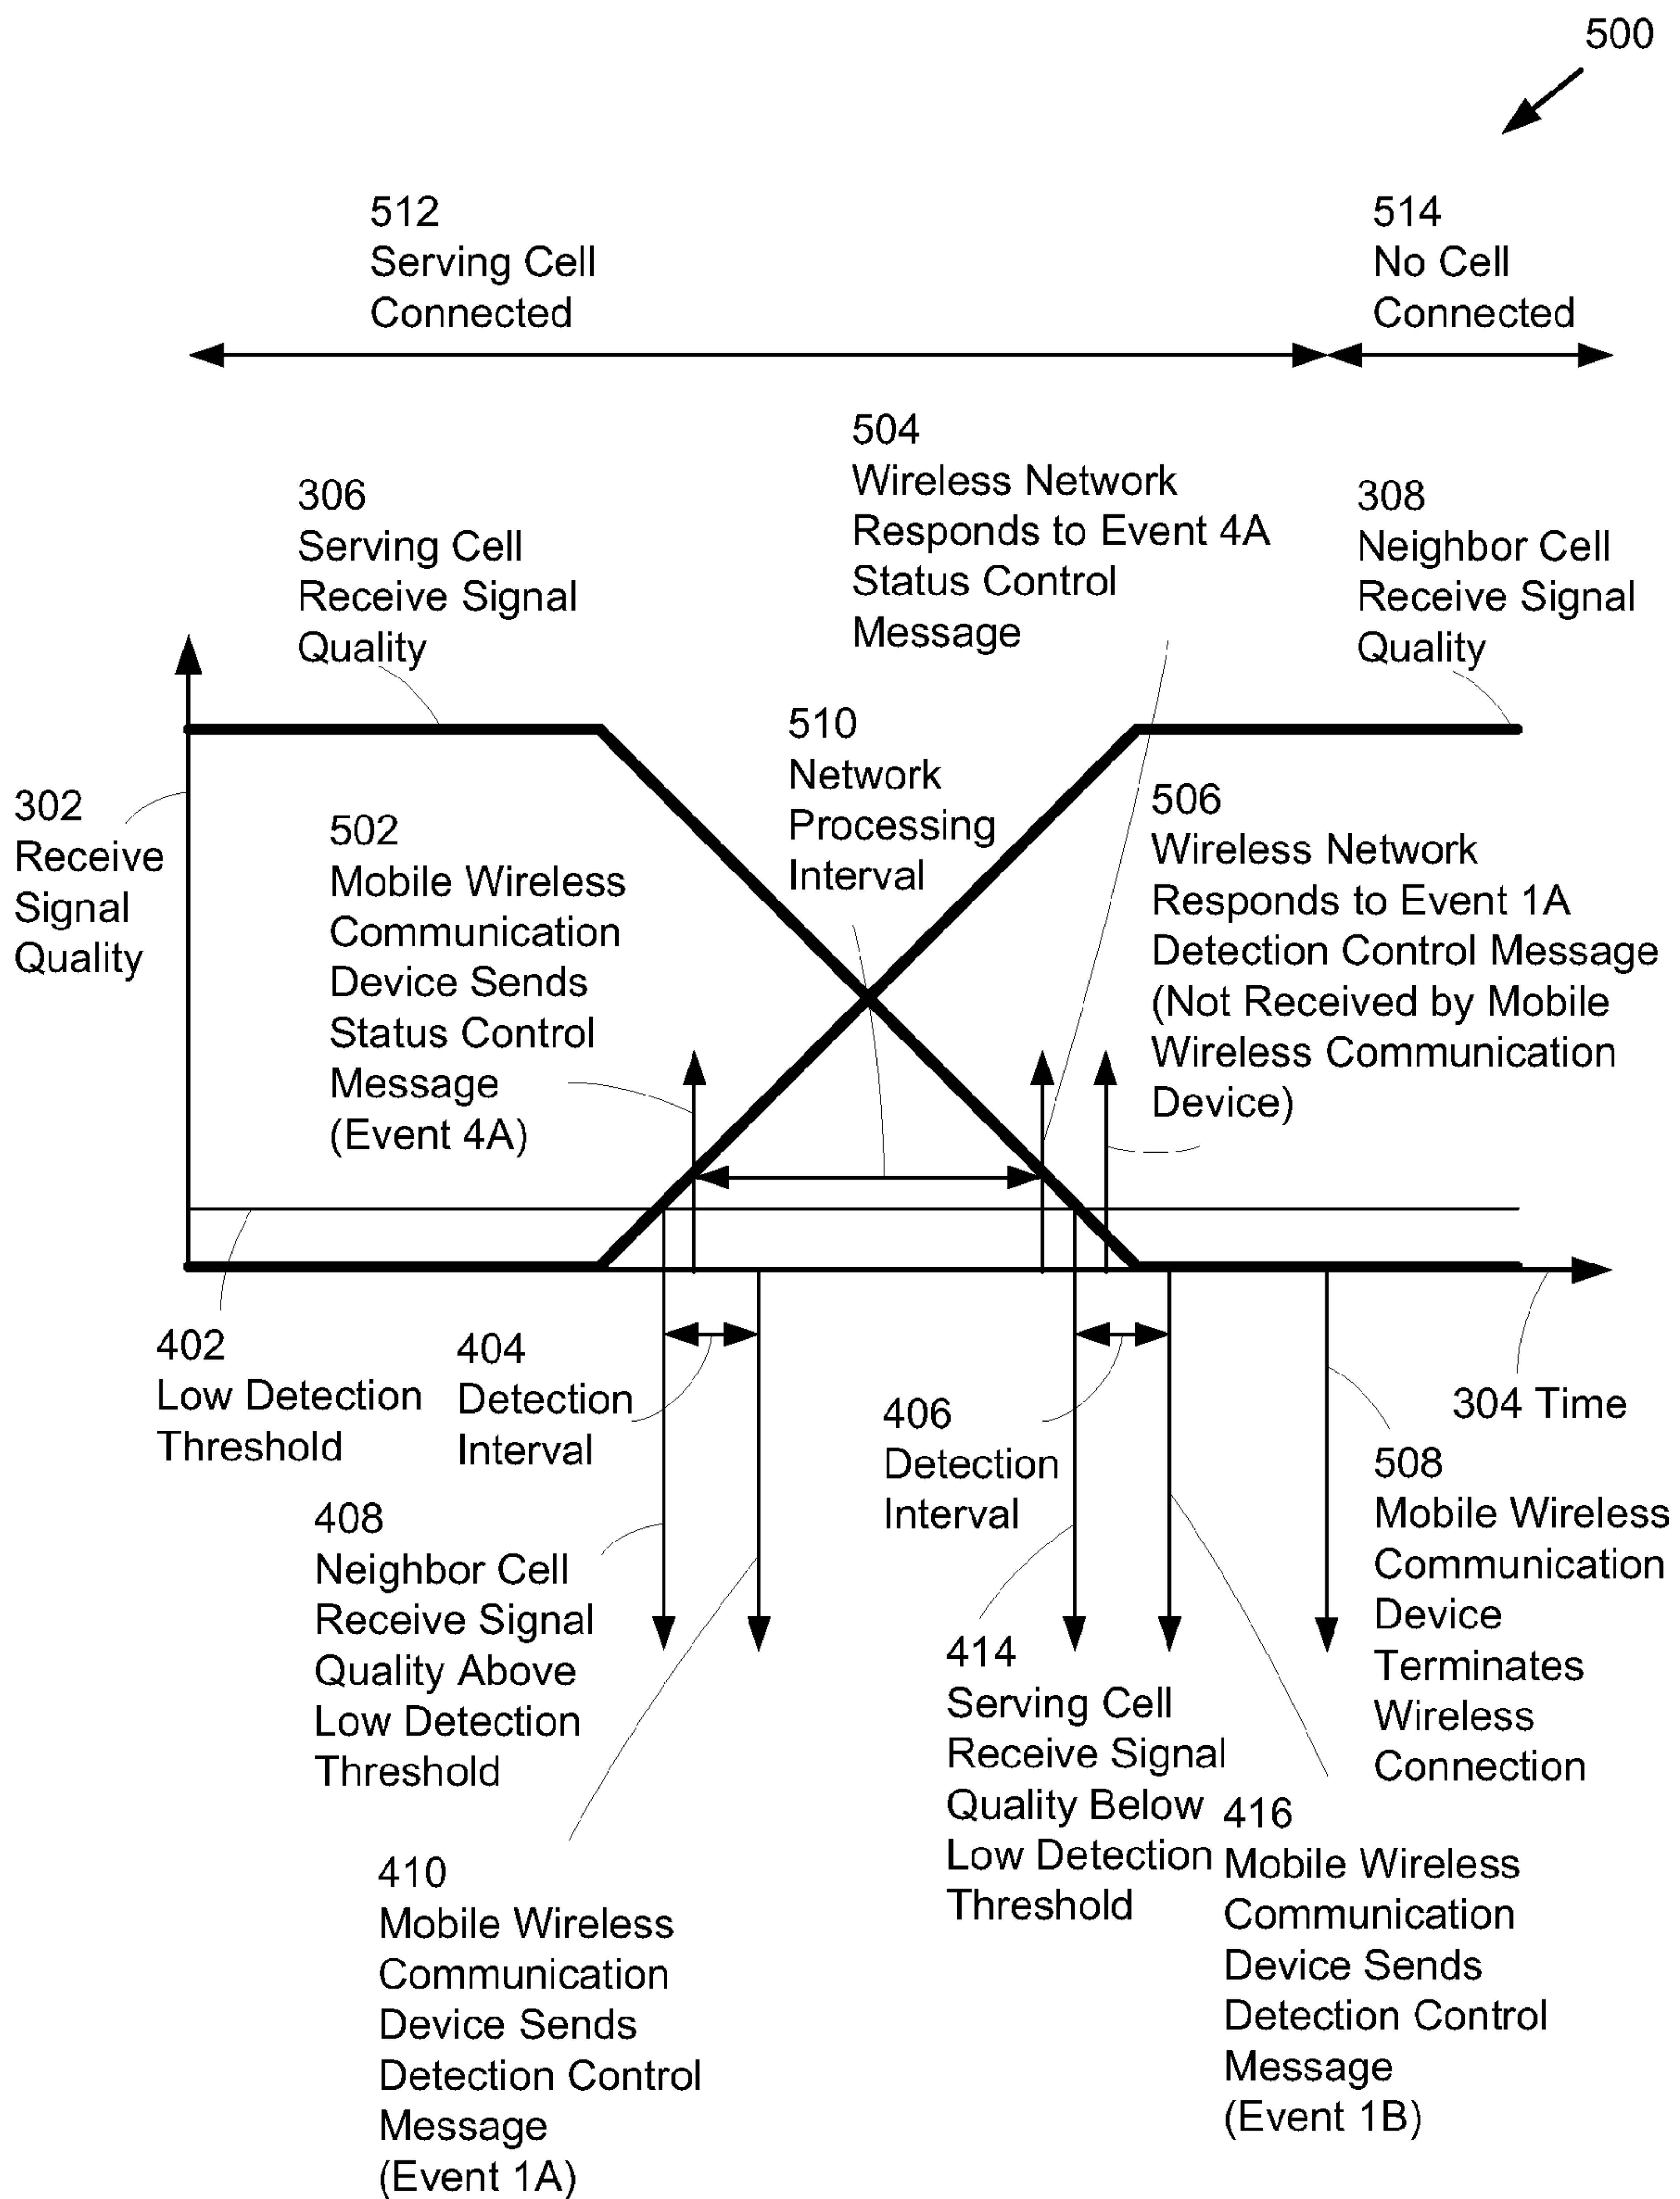 500
512
Serving Cell
Connected
514
No Cell
Connected
504
Wireless Network
Responds to Event 4A
Status Control
Message
306
Serving Cell
Receive Signal
Quality
308
Neighbor Cell
Receive Signal
Quality
510
Network
Processing
Interval
302
Receive
Signal
Quality
502
Mobile Wireless
Communication
Device Sends
Status Control
Message
(Event 4A)
506
Wireless Network
Responds to Event 1A
Detection Control Message
(Not Received by Mobile
Wireless Communication
Device)
402
Low Detection
Threshold
404
Detection
Interval
406
Detection
Interval
304 Time
408
Neighbor Cell
Receive Signal
Quality Above
Low Detection
Threshold
508
Mobile Wireless
Communication
Device
Terminates
Wireless
Connection
414
Serving Cell
Receive Signal
Quality Below
Low Detection
Threshold
416
Mobile Wireless
Communication
Device Sends
Detection Control
Message
(Event 1B)
410
Mobile Wireless
Communication
Device Sends
Detection Control
Message
(Event 1A)